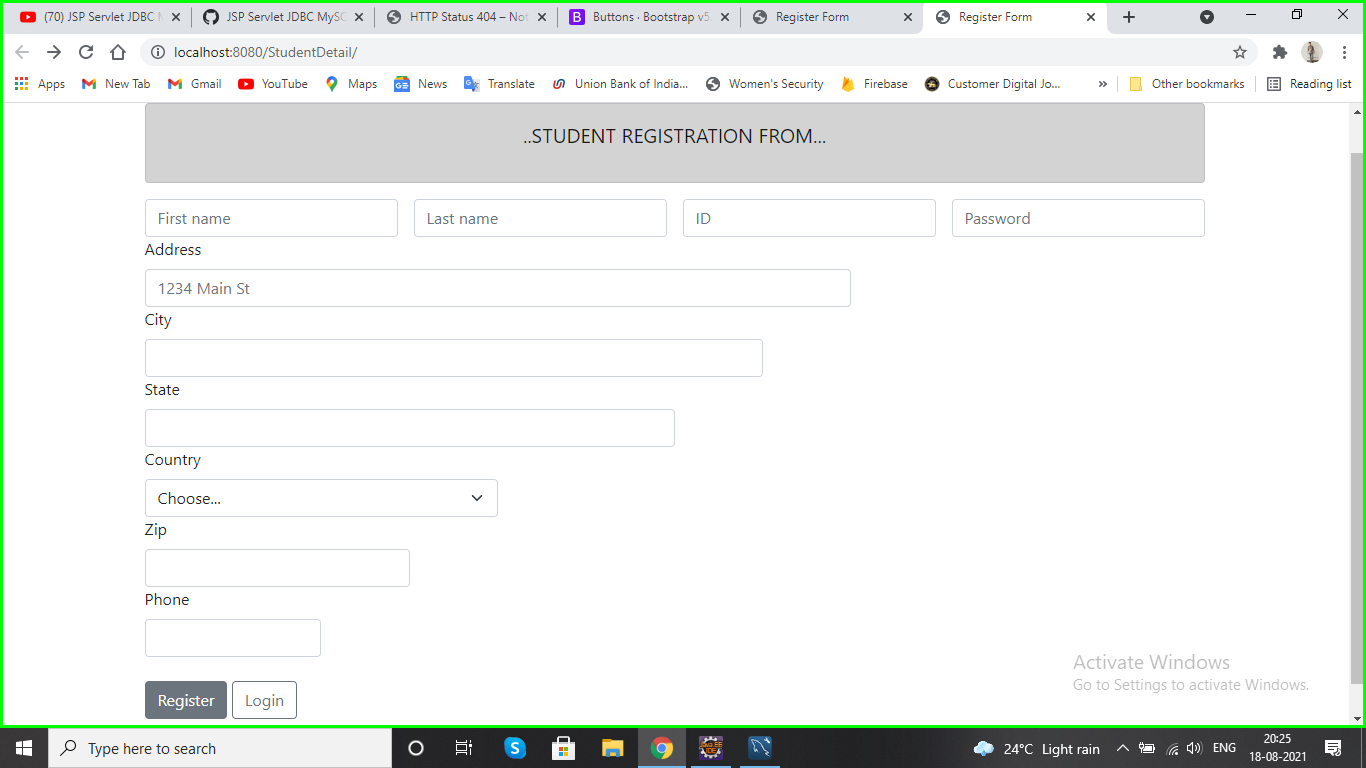 (70) JSP Servlet JDBC M
JSP Servlet JDBC MySQ
HTTP Status 404 – Not
Buttons · Bootstrap v5
Register Form
Register Form
localhost:8080/StudentDetail/
Apps
New Tab
Gmail
YouTube
Maps
News
Translate
Union Bank of India...
Women's Security
Firebase
Customer Digital Jo...
»
Other bookmarks
Reading list
..STUDENT REGISTRATION FROM...
First name
Last name
ID
Password
Address
1234 Main St
City
State
Country
Choose...
Zip
Phone
Register
Login
Activate Windows
Go to Settings to activate Windows.
Type here to search
24°C Light rain
ENG
20:25
18-08-2021